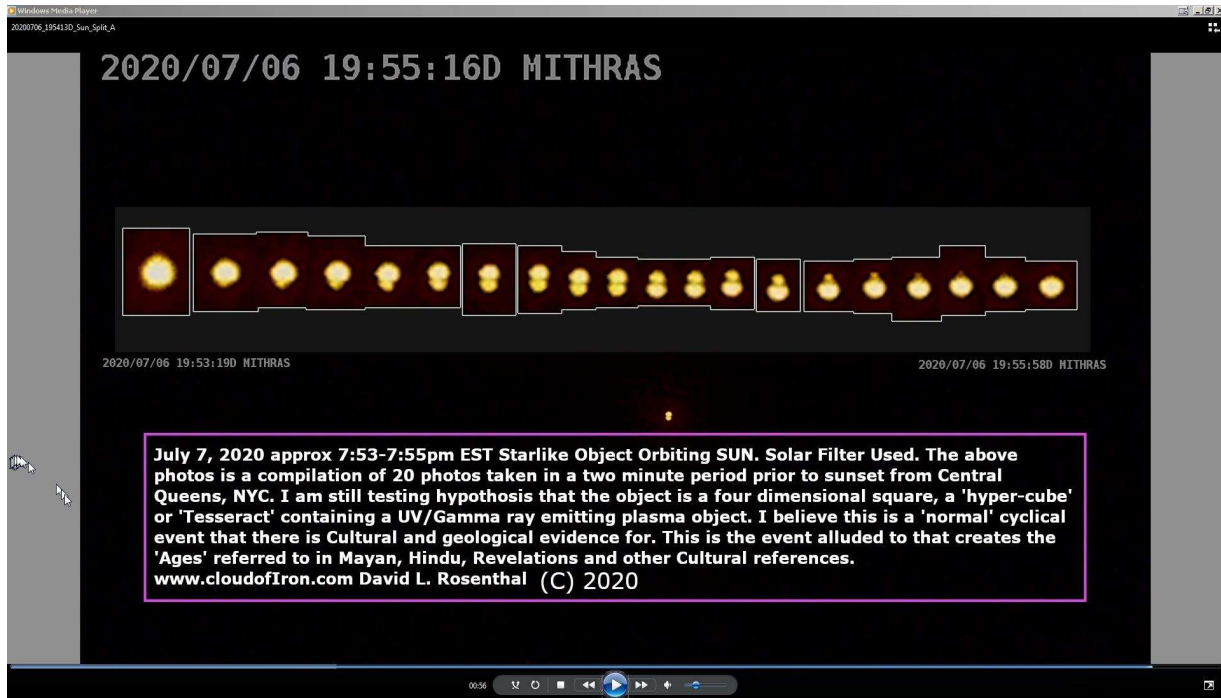 Windows Media Player
20200706_195413D_Sun_Split_A
2020/07/06 19:55:16D MITHRAS
2020/07/06 19:53:19D MITHRAS
2020/07/06 19:55:58D MITHRAS
July 7, 2020 approx 7:53-7:55pm EST Starlike Object Orbiting SUN. Solar Filter Used. The above
photos is a compilation of 20 photos taken in a two minute period prior to sunset from Central
Queens, NYC. I am still testing hypothesis that the object is a four dimensional square, a 'hyper-cube'
or 'Tesseract' containing a UV/Gamma ray emitting plasma object. I believe this is a 'normal' cyclical
event that there is Cultural and geological evidence for. This is the event alluded to that creates the
'Ages' referred to in Mayan, Hindu, Revelations and other Cultural references.
www.cloudofIron.com David L. Rosenthal (C) 2020
00:56